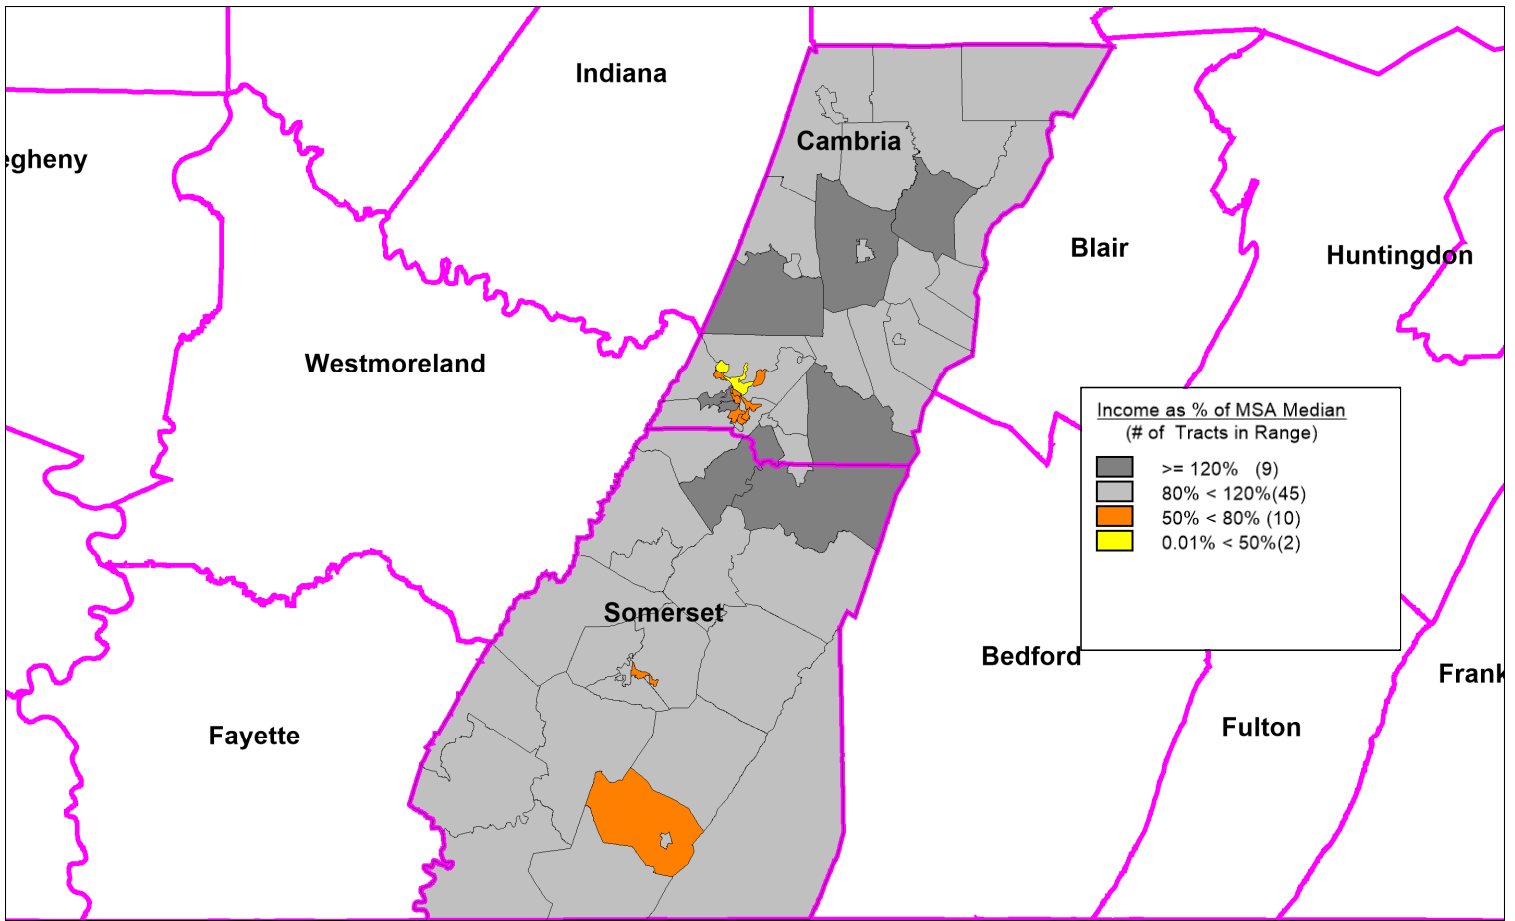 Indiana
Cambria
egheny
Blair
Huntingdon
Westmoreland
Income as % of MSA Median
(# of Tracts in Range)
>= 120% (9)
80% < 120%(45)
50% < 80% (10)
0.01% < 50%(2)
Somerset
Bedford
Frank
Fayette
Fulton